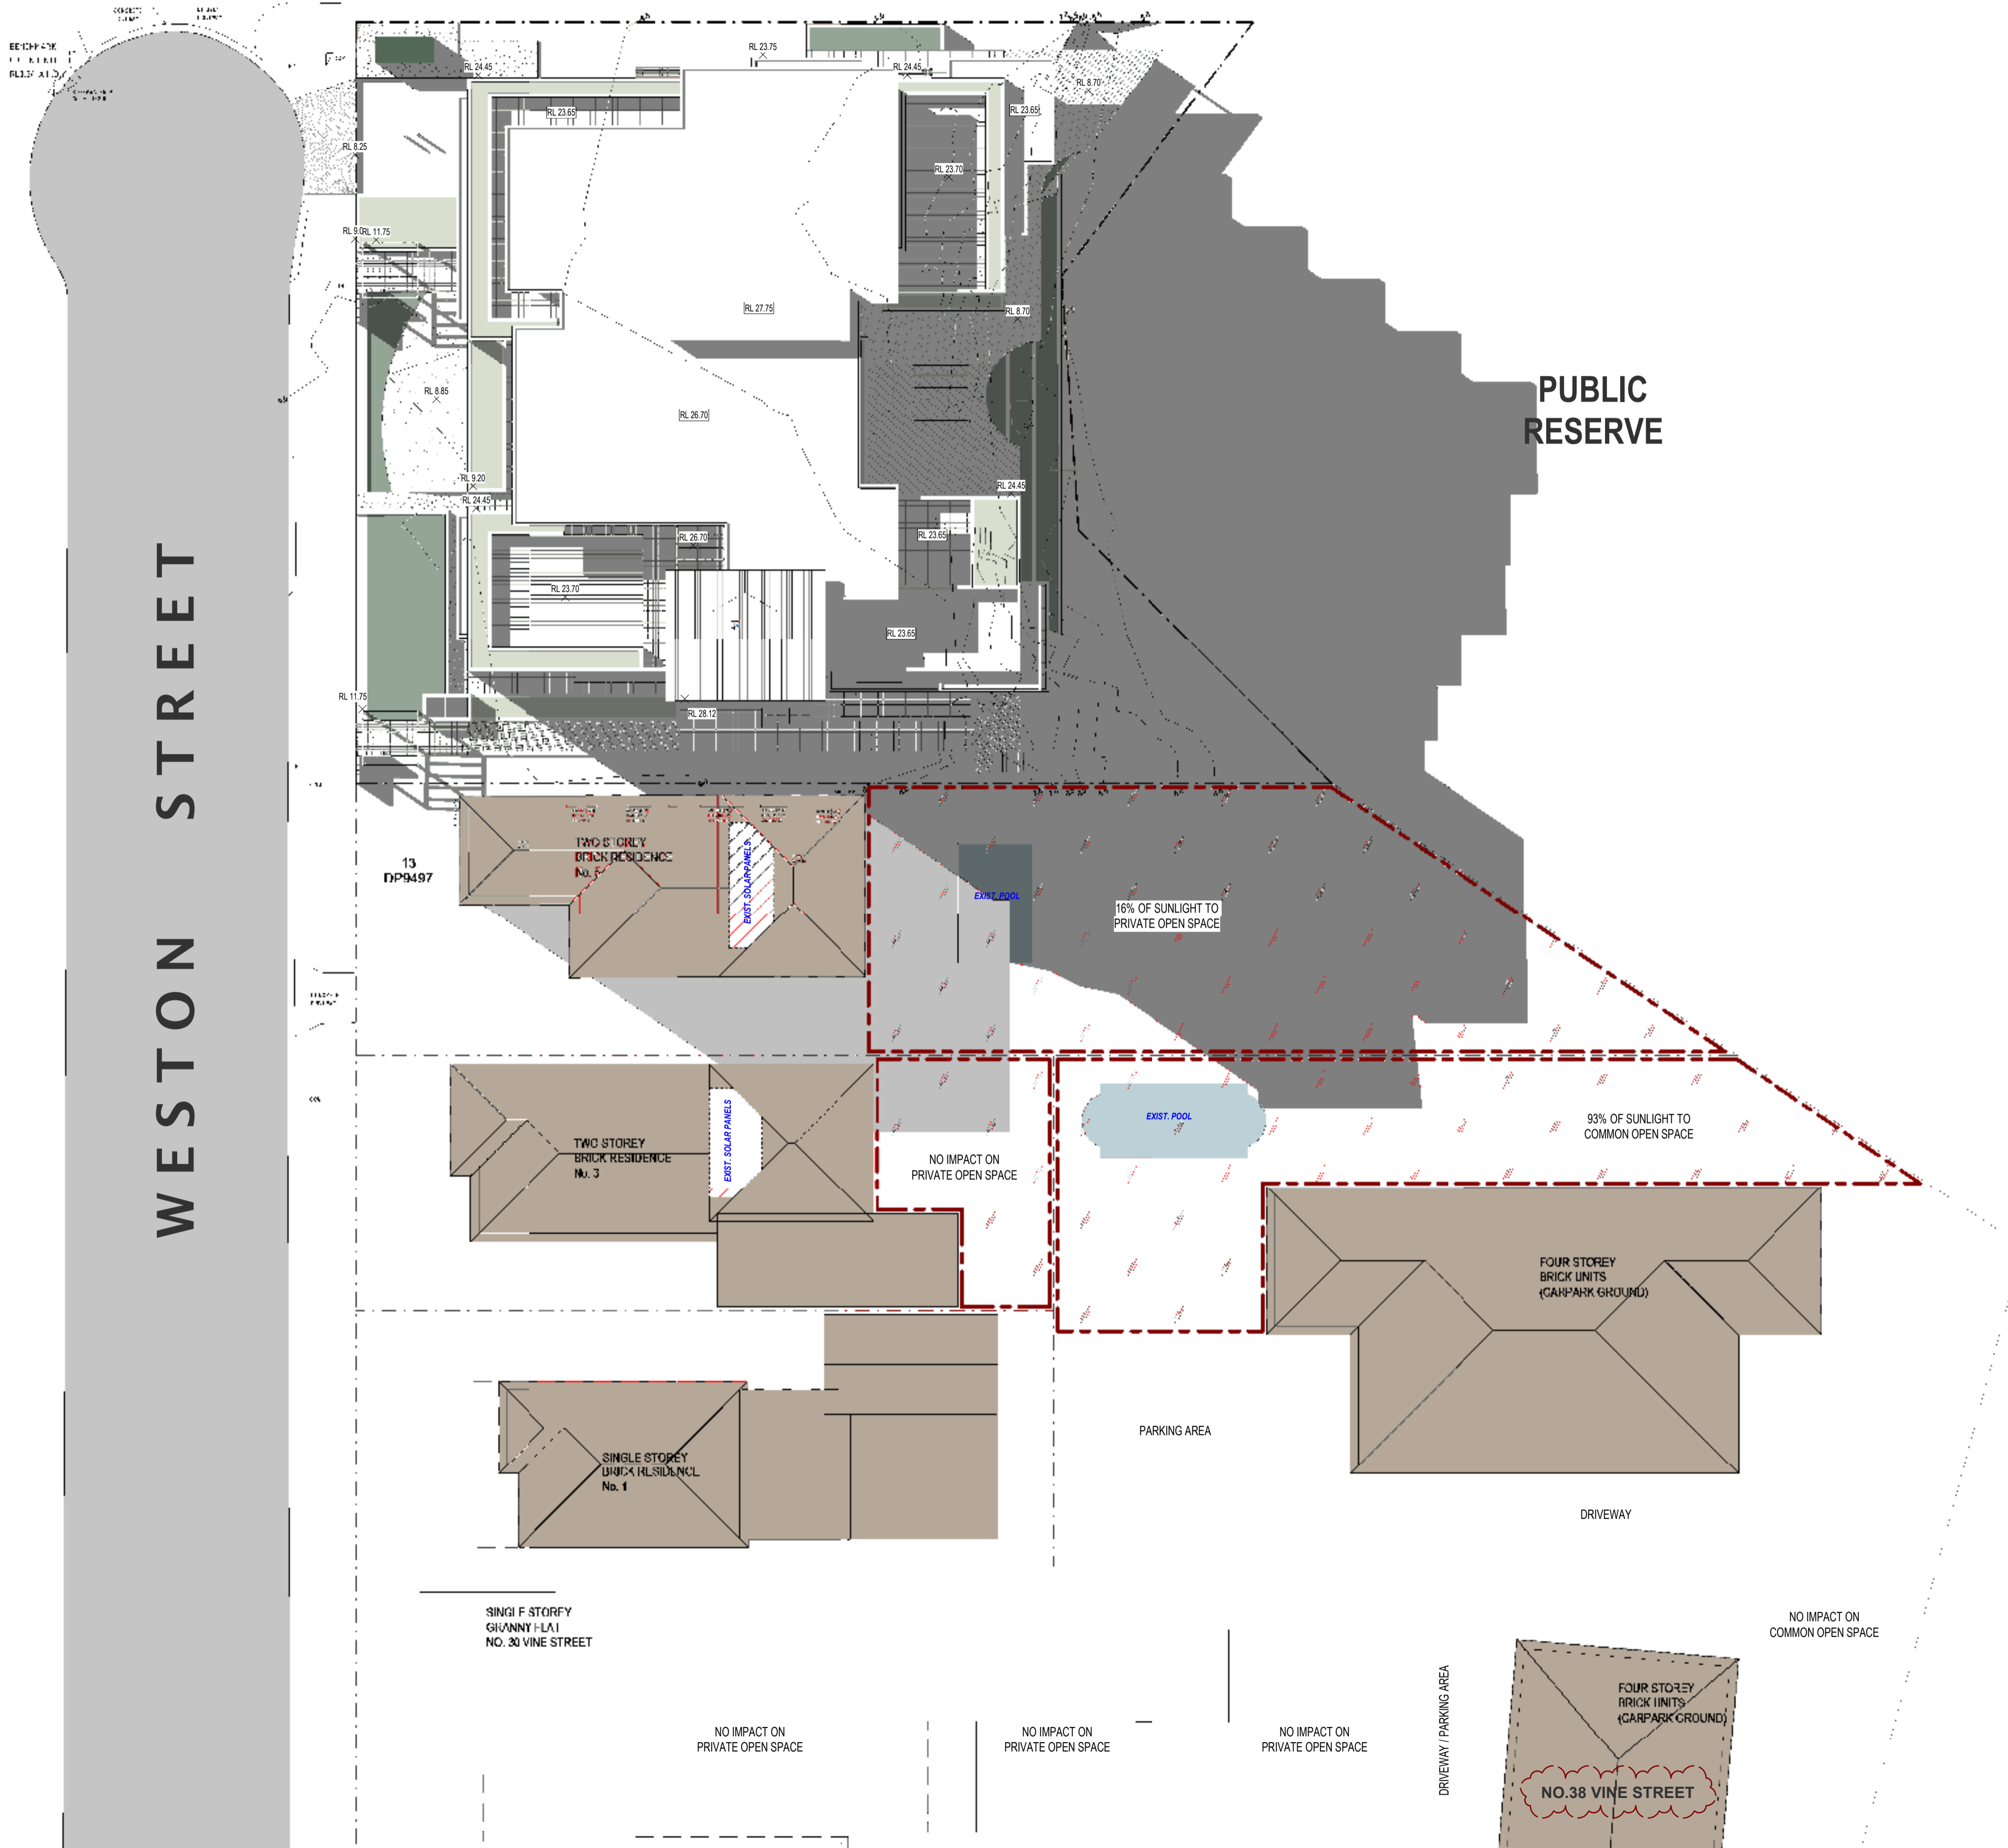 BENCHMARK
RL 24.45
RL 23.75
RL 24.45
RL 8.70
RL 23.65
RL 23.65
RL 8.25
RL 23.70
RL 9.0
RL 11.75
RL 27.75
RL 8.70
RL 8.85
RL 26.70
PUBLIC
RESERVE
RL 9.20
RL 24.45
RL 24.45
RL 26.70
RL 23.65
RL 23.70
RL 23.65
RL 11.75
RL 28.12
WESTON STREET
13
DP9497
TWO STOREY
BRICK RESIDENCE
EXIST. SOLAR PANELS
EXIST. POOL
16% OF SUNLIGHT TO
PRIVATE OPEN SPACE
TWO STOREY
BRICK RESIDENCE
No. 3
EXIST. SOLAR PANELS
NO IMPACT ON
PRIVATE OPEN SPACE
EXIST. POOL
93% OF SUNLIGHT TO
COMMON OPEN SPACE
FOUR STOREY
BRICK UNITS
(CARPARK GROUND)
SINGLE STOREY
BRICK RESIDENCE
No. 1
PARKING AREA
DRIVEWAY
SINGLE STOREY
GRANNY FLAT
NO. 30 VINE STREET
NO IMPACT ON
COMMON OPEN SPACE
NO IMPACT ON
PRIVATE OPEN SPACE
NO IMPACT ON
PRIVATE OPEN SPACE
NO IMPACT ON
PRIVATE OPEN SPACE
DRIVEWAY / PARKING AREA
FOUR STOREY
BRICK UNITS
(CARPARK GROUND)
NO.38 VINE STREET